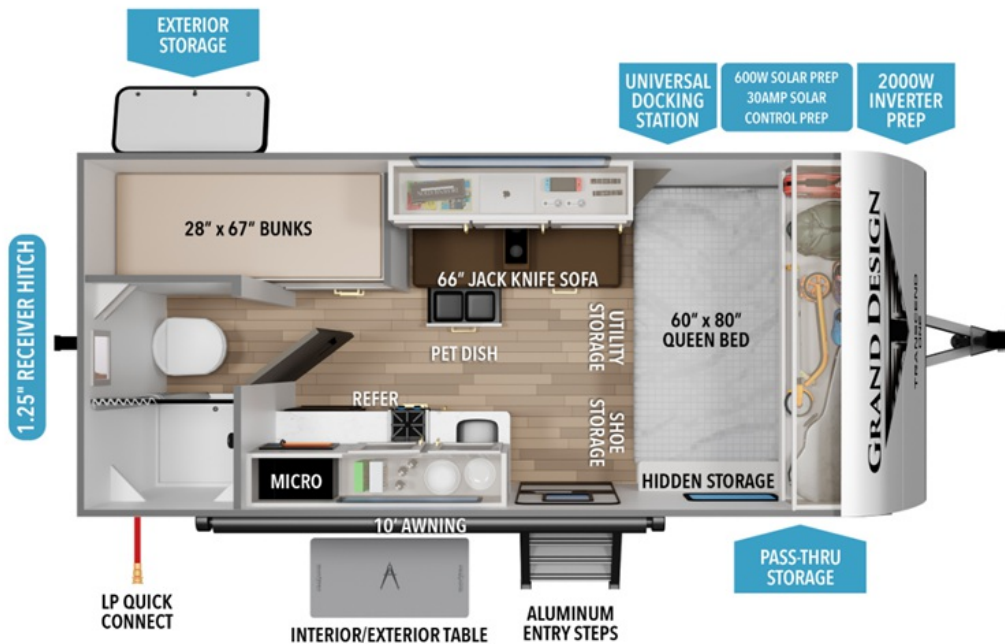 EXTERIOR
STORAGE
UNIVERSAL
DOCKING
STATION
600W SOLAR PREP
30AMP SOLAR
CONTROL PREP
2000W
INVERTER
PREP
28" x 67" BUNKS
66" JACK KNIFE SOFA
1.25" RECEIVER HITCH
PET DISH
UTILITY
STORAGE
60" x 80"
QUEEN BED
GRAND DESIGN
TRANSCEND
ONE
REFER
SHOE
STORAGE
MICRO
HIDDEN STORAGE
10' AWNING
PASS-THRU
STORAGE
LP QUICK
CONNECT
INTERIOR/EXTERIOR TABLE
ALUMINUM
ENTRY STEPS